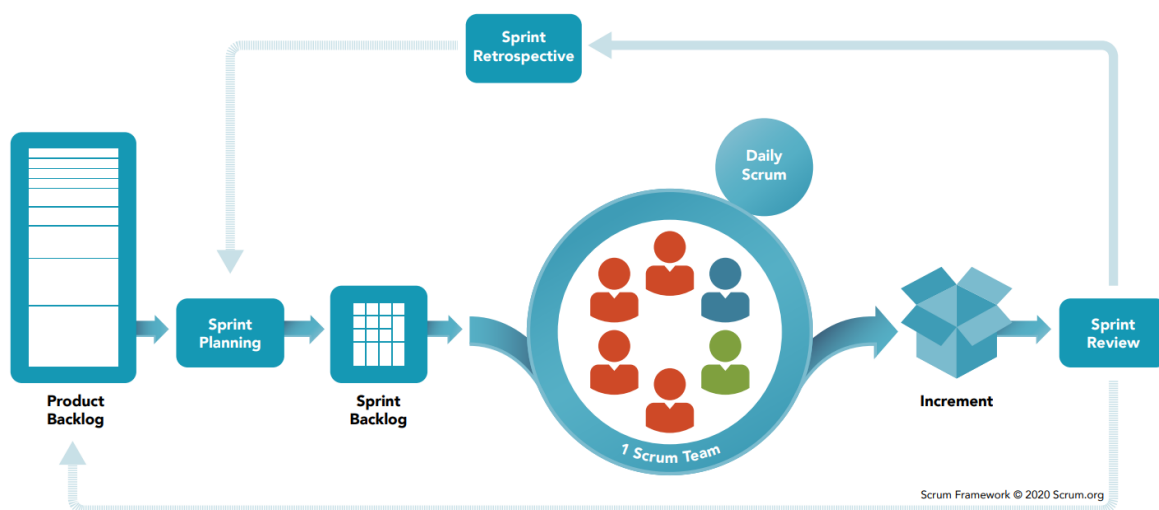 Sprint
Retrospective
Daily
Scrum
Sprint
Planning
Sprint
Review
Product
Backlog
Sprint
Backlog
Increment
1 Scrum Team
Scrum Framework © 2020 Scrum.org